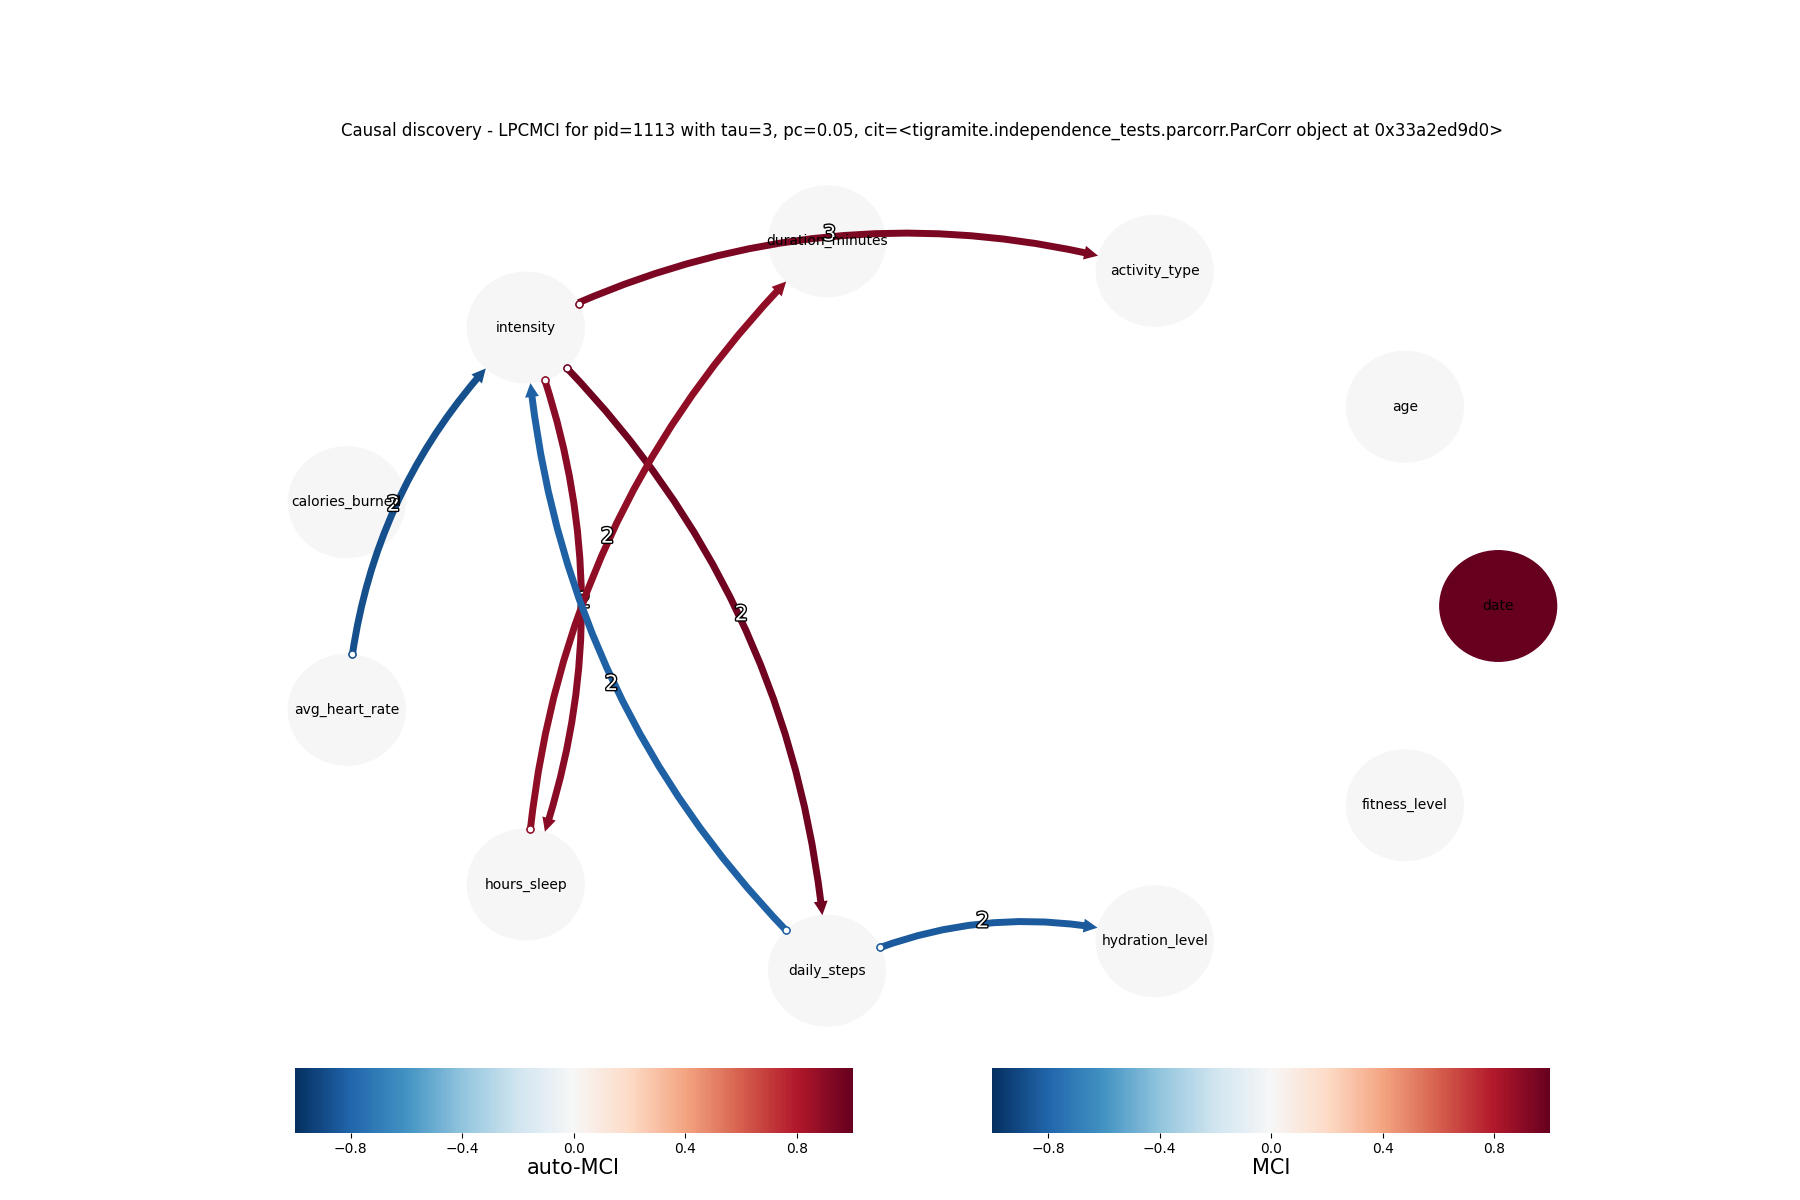 Causal discovery - LPCMCI for pid=1113 with tau=3, pc=0.05, cit=<tigramite.independence_tests.parcorr.ParCorr object at 0x33a2ed9d0>
3
duration_minutes
activity_type
intensity
age
calories_burned
2
2
date
2
2
avg_heart_rate
fitness_level
hours_sleep
2
hydration_level
daily_steps
−0.8 −0.4 0.0 0.4 0.8
auto-MCI
−0.8 −0.4 0.0 0.4 0.8
MCI